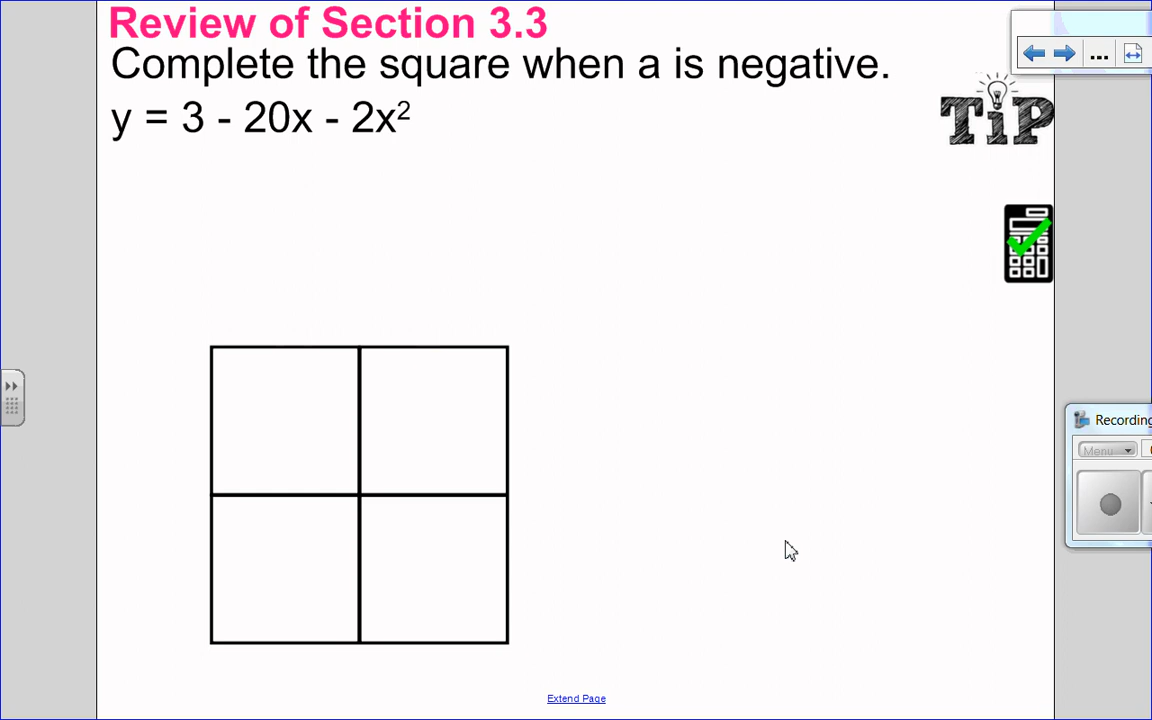 Review of Section 3.3
Complete the square when a is negative.
y = 3 - 20x - 2x²
...
TiP
Recording
Menu
Extend Page